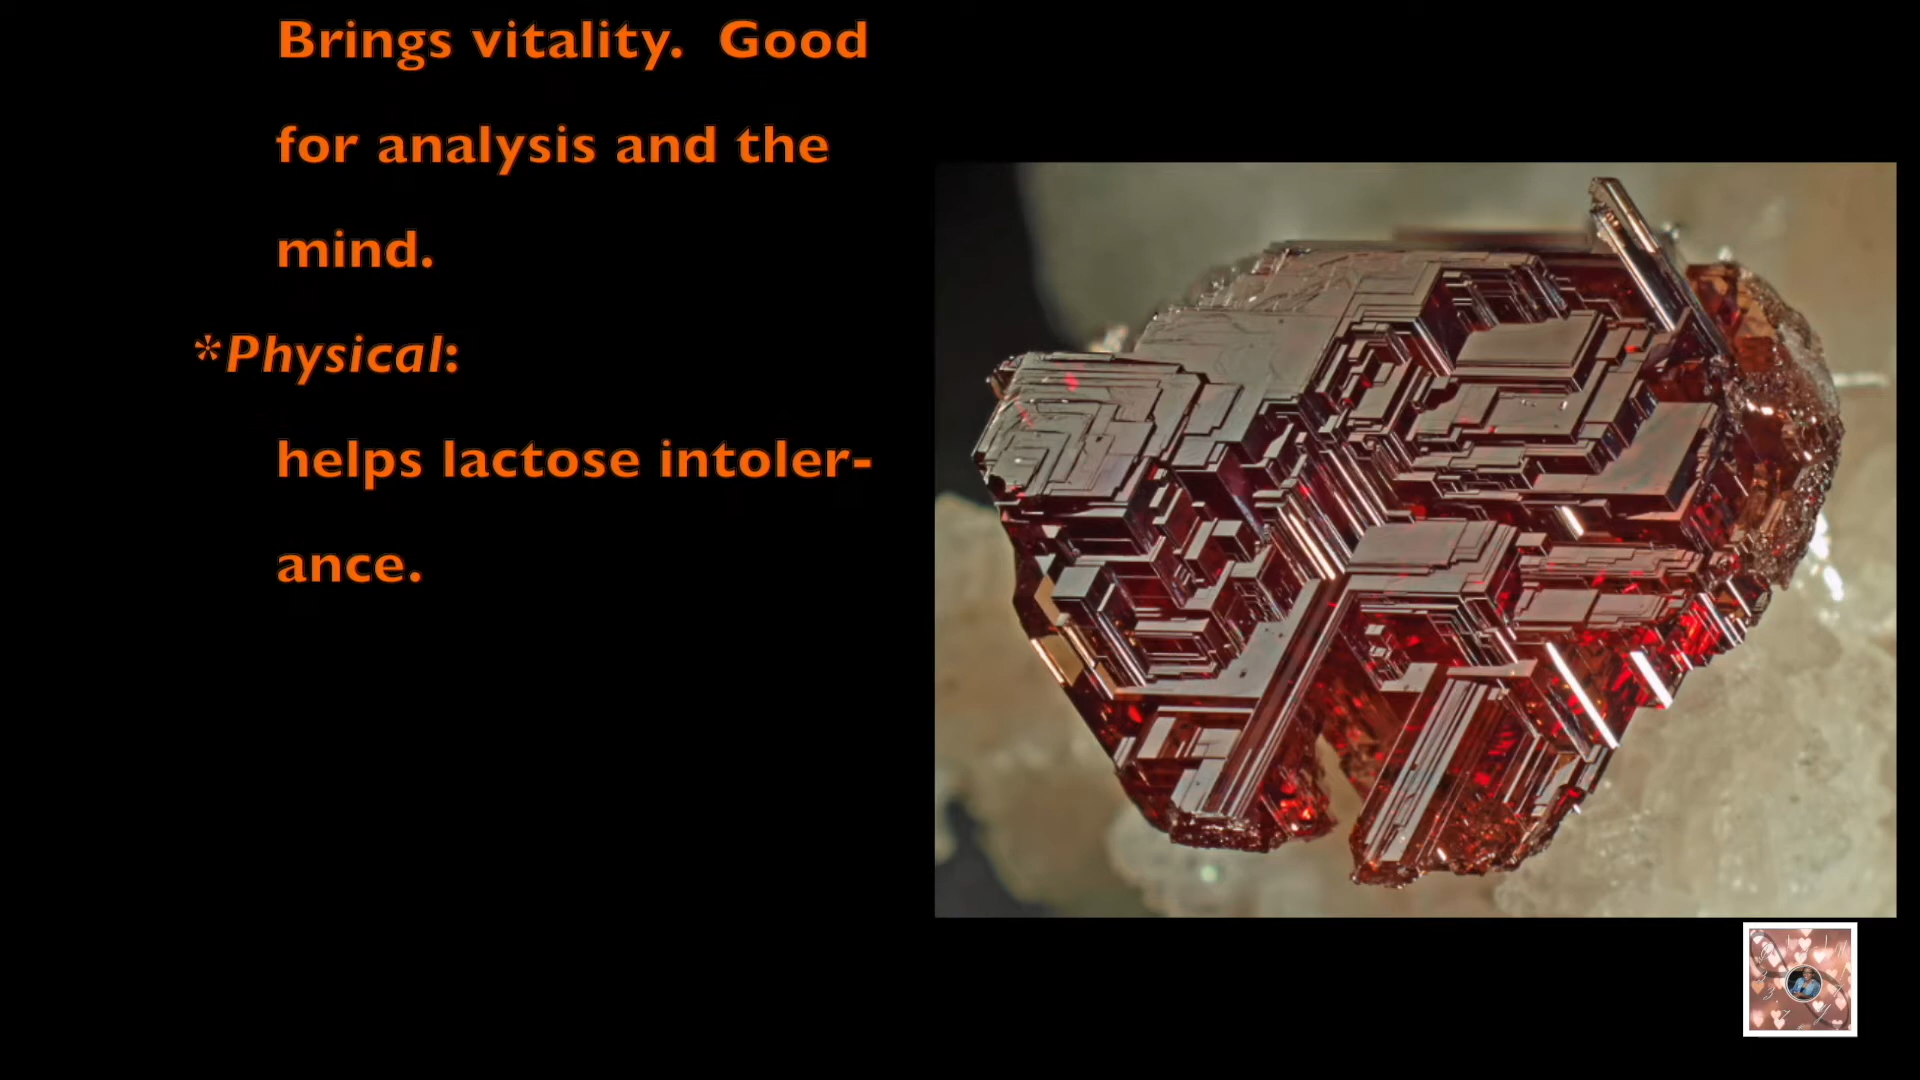 Brings vitality.  Good
for analysis and the
mind.
*Physical:
helps lactose intoler-
ance.